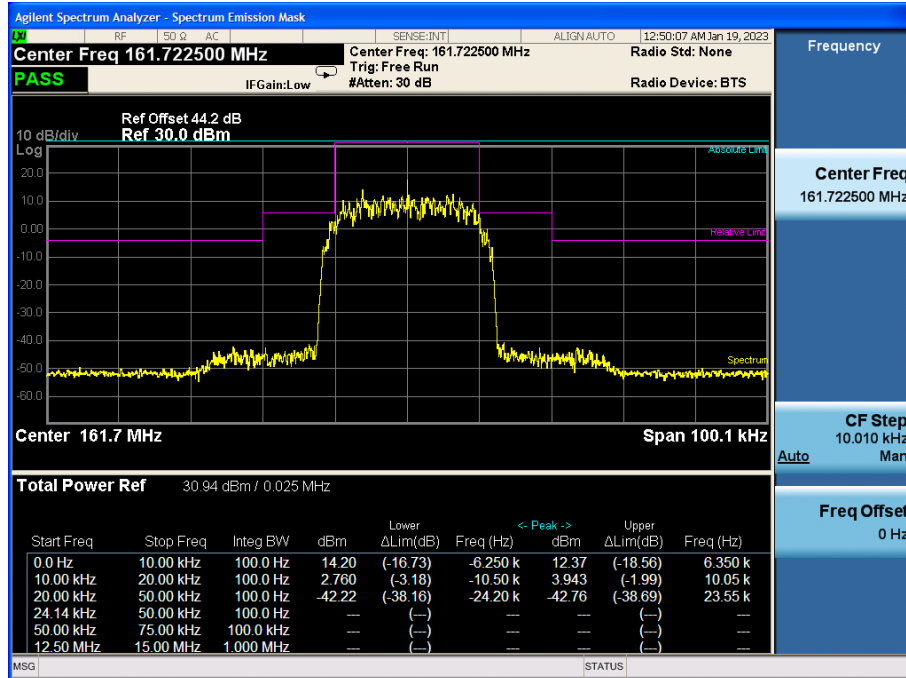 Agilent Spectrum Analyzer - Spectrum Emission Mask
LXI RF 50 Ω AC SENSE:INT ALIGN AUTO 12:50:07 AM Jan 19, 2023
Center Freq 161.722500 MHz Center Freq: 161.722500 MHz Radio Std: None
Trig: Free Run
PASS IFGain:Low #Atten: 30 dB Radio Device: BTS
Ref Offset 44.2 dB
10 dB/div Ref 30.0 dBm
Log
Absolute Limit
20.0
10.0
0.00
Relative Limit
-10.0
-20.0
-30.0
-40.0
Spectrum
-50.0
-60.0
Center 161.7 MHz Span 100.1 kHz
Total Power Ref 30.94 dBm / 0.025 MHz
Lower <- Peak -> Upper
Start Freq Stop Freq Integ BW dBm ΔLim(dB) Freq (Hz) dBm ΔLim(dB) Freq (Hz)
0.0 Hz 10.00 kHz 100.0 Hz 14.20 (-16.73) -6.250 k 12.37 (-18.56) 6.350 k
10.00 kHz 20.00 kHz 100.0 Hz 2.760 (-3.18) -10.50 k 3.943 (-1.99) 10.05 k
20.00 kHz 50.00 kHz 100.0 Hz -42.22 (-38.16) -24.20 k -42.76 (-38.69) 23.55 k
24.14 kHz 50.00 kHz 100.0 Hz --- (---) --- --- (---) ---
50.00 kHz 75.00 kHz 100.0 kHz --- (---) --- --- (---) ---
12.50 MHz 15.00 MHz 1.000 MHz --- (---) --- --- (---) ---
MSG STATUS
Frequency
Center Freq
161.722500 MHz
CF Step
10.010 kHz
Auto Man
Freq Offset
0 Hz